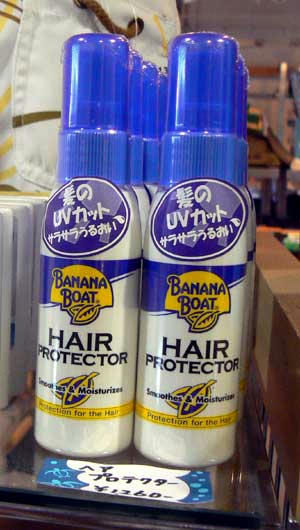 髪の
UVカット
サラサラうるおい
BANANA
BOAT
HAIR
PROTECTOR
Smoothes & Moisturizes
Protection for the Hair
髪の
UVカット
サラサラうるおい
BANANA
BOAT
HAIR
PROTECTOR
Smoothes & Moisturizes
Protection for the Hair
ヘア
プロテクター
¥1260-